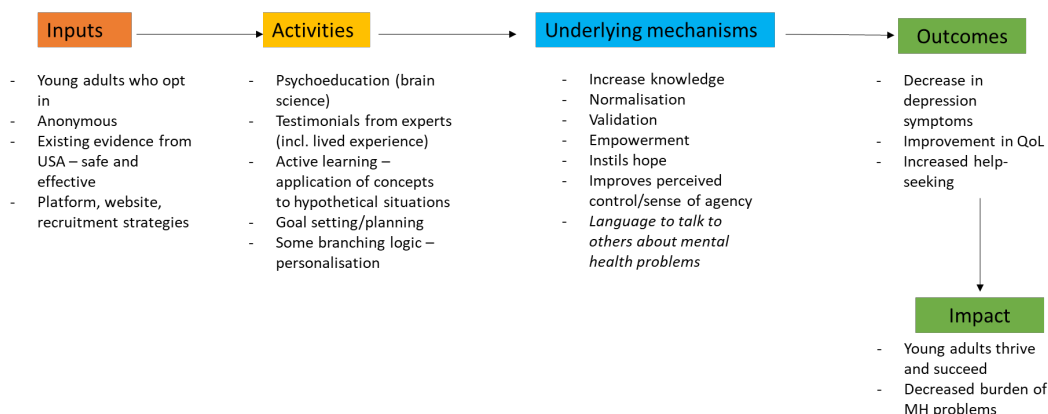 Inputs
- Young adults who opt
in
- Anonymous
- Existing evidence from
USA – safe and
effective
- Platform, website,
recruitment strategies
Activities
- Psychoeducation (brain
science)
- Testimonials from experts
(incl. lived experience)
- Active learning –
application of concepts
to hypothetical situations
- Goal setting/planning
- Some branching logic –
personalisation
Underlying mechanisms
- Increase knowledge
- Normalisation
- Validation
- Empowerment
- Instils hope
- Improves perceived
control/sense of agency
- Language to talk to
others about mental
health problems
Outcomes
- Decrease in
depression
symptoms
- Improvement in QoL
- Increased help-
seeking
Impact
- Young adults thrive
and succeed
- Decreased burden of
MH problems